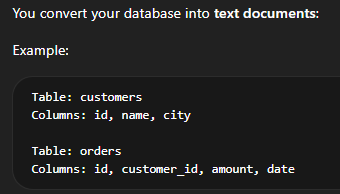 You convert your database into text documents:
Example:
Table: customers
Columns: id, name, city
Table: orders
Columns: id, customer_id, amount, date